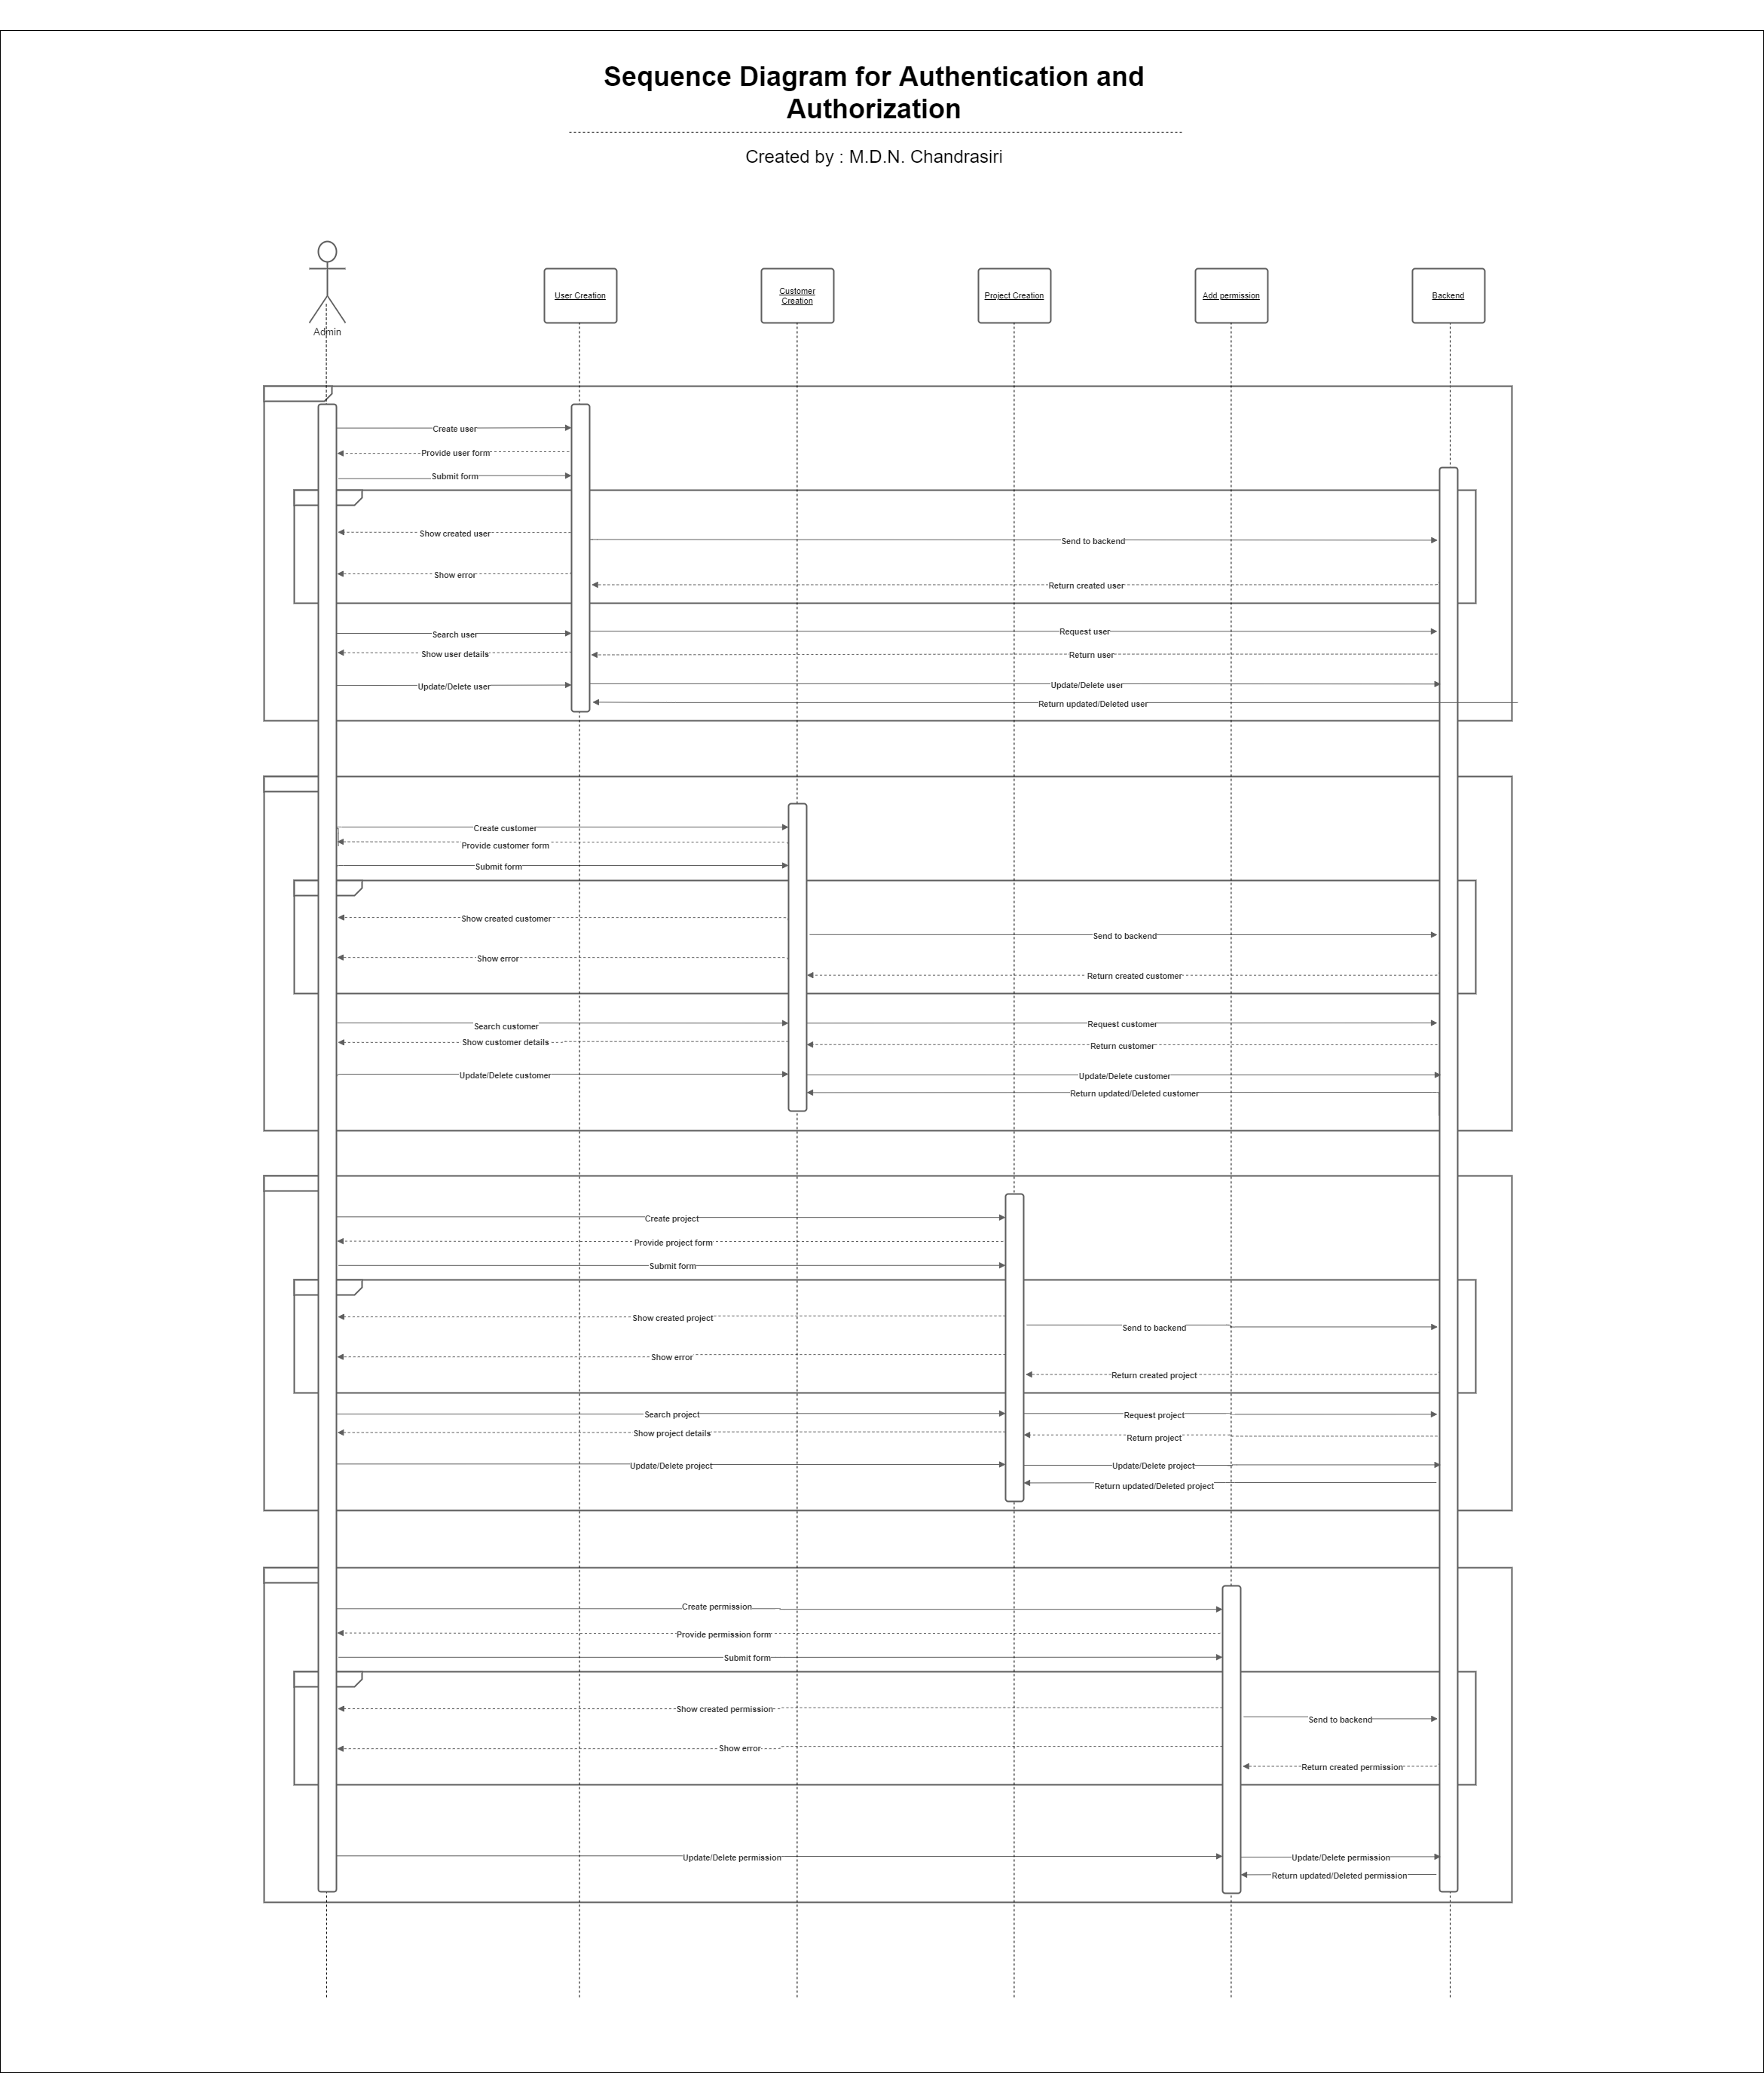 Sequence Diagram for Authentication and
Authorization
Created by : M.D.N. Chandrasiri
Admin
User Creation
Customer
Creation
Project Creation
Add permission
Backend
Create user
Provide user form
Submit form
Show created user
Send to backend
Show error
Return created user
Search user
Request user
Show user details
Return user
Update/Delete user
Update/Delete user
Return updated/Deleted user
Create customer
Provide customer form
Submit form
Show created customer
Send to backend
Show error
Return created customer
Search customer
Request customer
Show customer details
Return customer
Update/Delete customer
Update/Delete customer
Return updated/Deleted customer
Create project
Provide project form
Submit form
Show created project
Send to backend
Show error
Return created project
Search project
Request project
Show project details
Return project
Update/Delete project
Update/Delete project
Return updated/Deleted project
Create permission
Provide permission form
Submit form
Show created permission
Send to backend
Show error
Return created permission
Update/Delete permission
Update/Delete permission
Return updated/Deleted permission